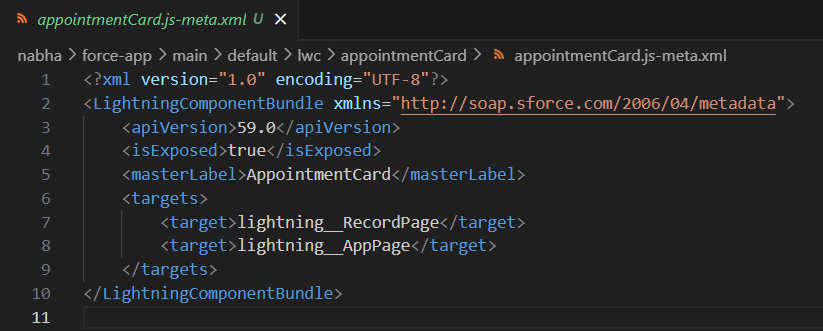 appointmentCard.js-meta.xml U
nabha > force-app > main > default > lwc > appointmentCard > appointmentCard.js-meta.xml
1 <?xml version="1.0" encoding="UTF-8"?>
2 <LightningComponentBundle xmlns="http://soap.sforce.com/2006/04/metadata">
3     <apiVersion>59.0</apiVersion>
4     <isExposed>true</isExposed>
5     <masterLabel>AppointmentCard</masterLabel>
6     <targets>
7         <target>lightning__RecordPage</target>
8         <target>lightning__AppPage</target>
9     </targets>
10 </LightningComponentBundle>
11